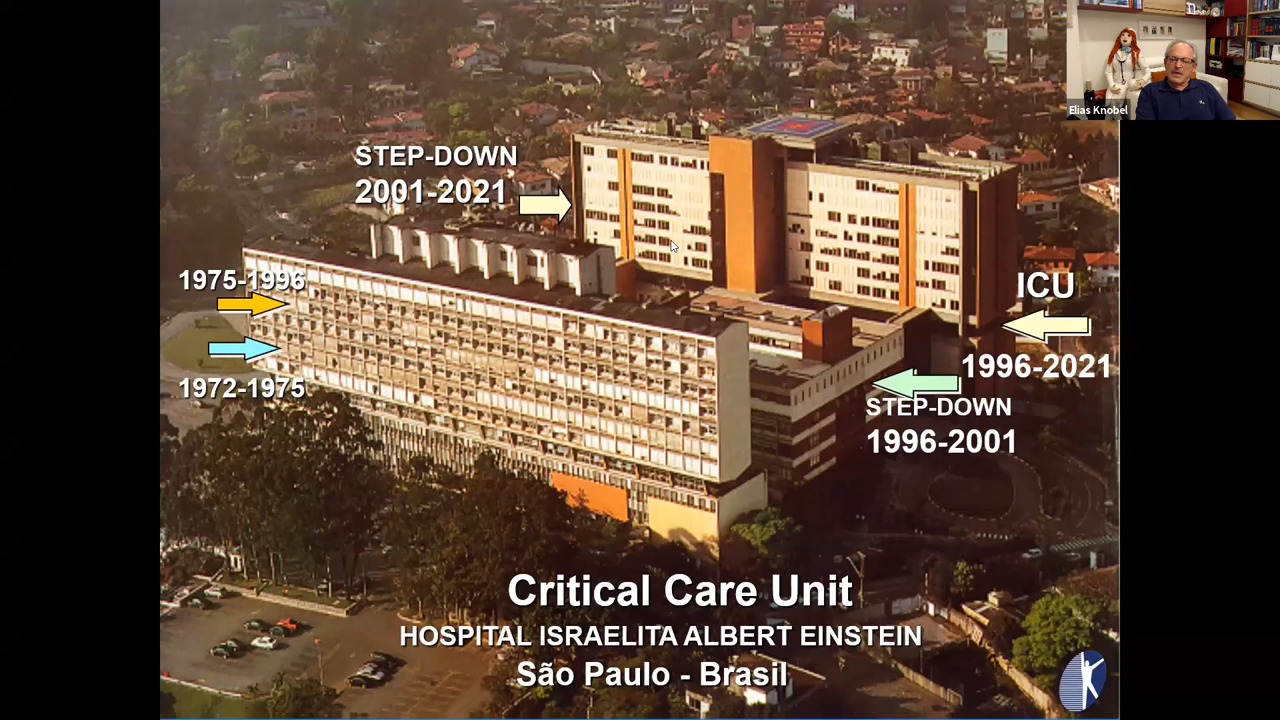 Elias Knobel
STEP-DOWN
2001-2021
1975-1996
1972-1975
ICU
1996-2021
STEP-DOWN
1996-2001
Critical Care Unit
HOSPITAL ISRAELITA ALBERT EINSTEIN
São Paulo - Brasil